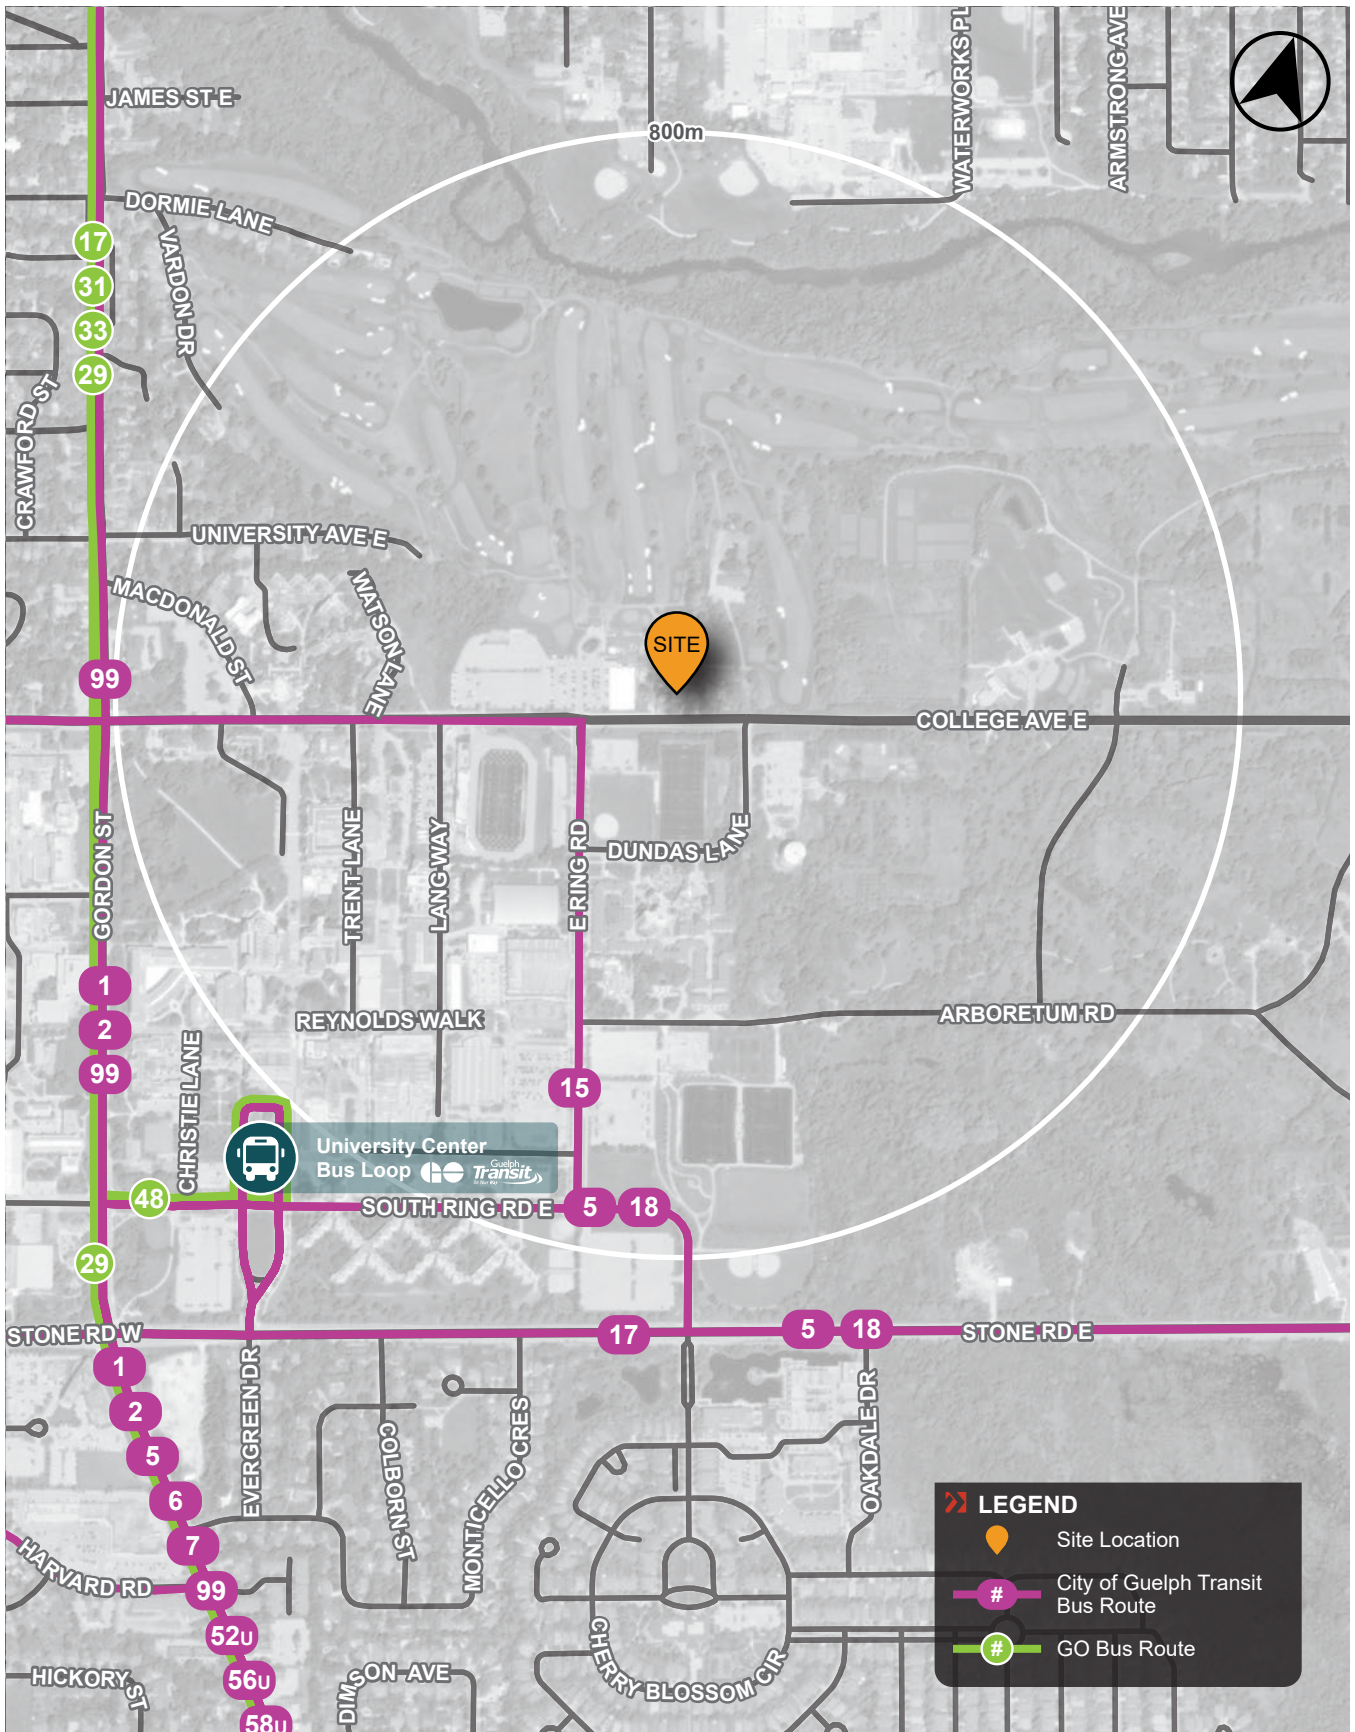 800m
WATERWORKS PL
ARMSTRONG AVE
JAMES ST E
DORMIE LANE
VARDON DR
17
31
33
29
CRAWFORD ST
UNIVERSITY AVE E
MACDONALD ST
WATSON LANE
SITE
99
COLLEGE AVE E
GORDON ST
TRENT LANE
LANG WAY
E RING RD
DUNDAS LANE
1
2
99
REYNOLDS WALK
ARBORETUM RD
CHRISTIE LANE
15
University Center
Bus Loop GO Guelph Transit
48
SOUTH RING RD E
5
18
29
STONE RD W
17
5
18
STONE RD E
1
2
5
6
7
99
52U
56U
58U
EVERGREEN DR
COLBORN ST
MONTICELLO CRES
OAKDALE DR
HARVARD RD
HICKORY ST
DIMSON AVE
CHERRY BLOSSOM CIR
LEGEND
Site Location
# City of Guelph Transit
Bus Route
# GO Bus Route